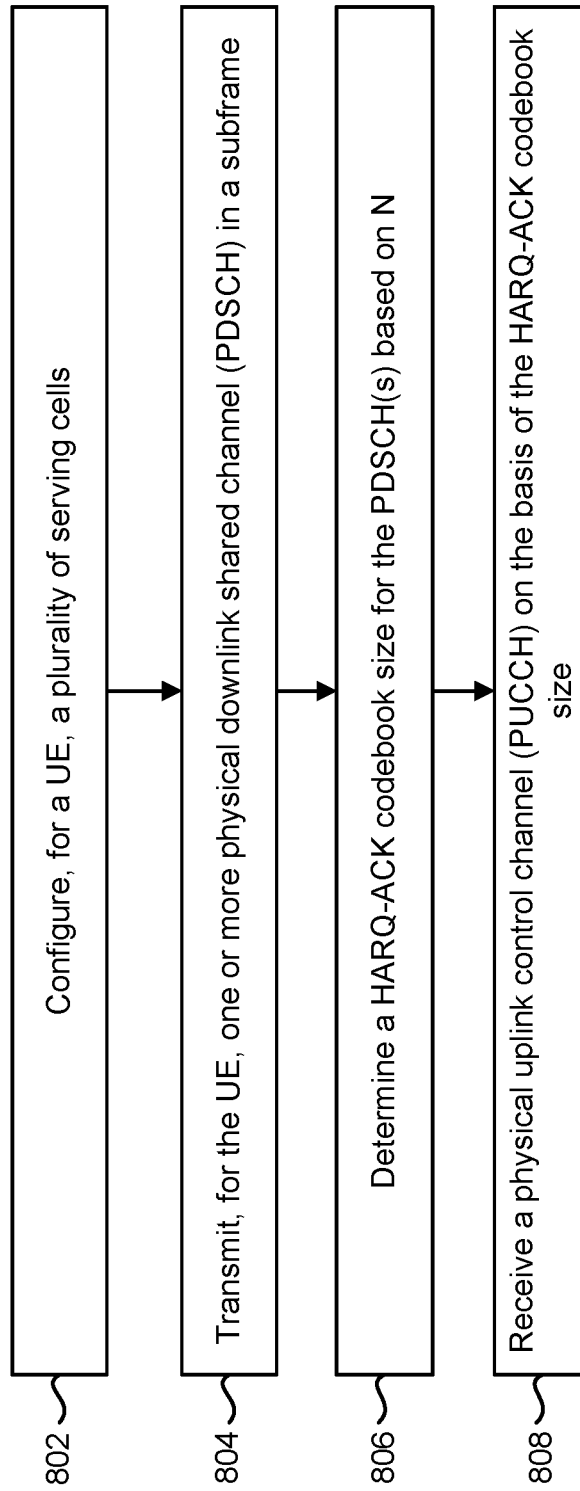 802
Configure, for a UE, a plurality of serving cells
804
Transmit, for the UE, one or more physical downlink shared channel (PDSCH) in a subframe
806
Determine a HARQ-ACK codebook size for the PDSCH(s) based on N
808
Receive a physical uplink control channel (PUCCH) on the basis of the HARQ-ACK codebook
size